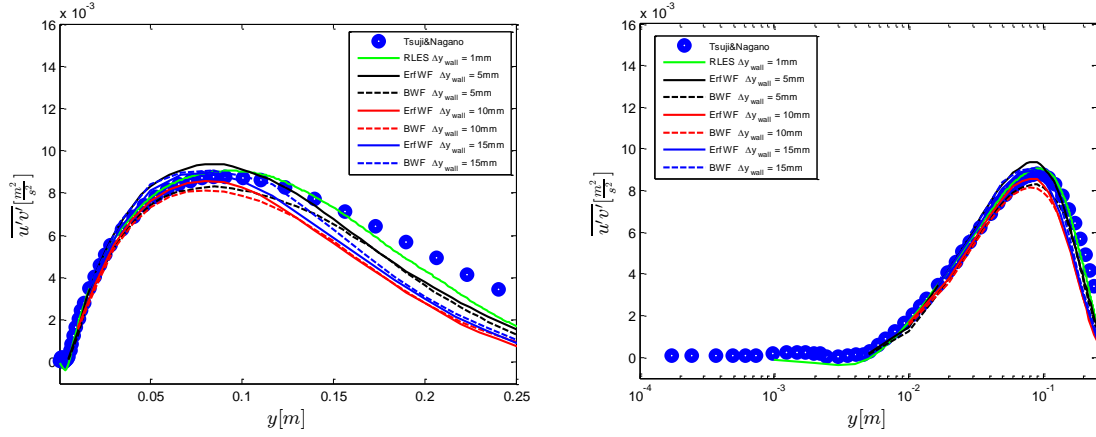 x 10⁻³
16
14
12
10
8
6
4
2
0
0.05
0.1
0.15
0.2
0.25
y[m]
u'v'[m²/s²]
Tsuji&Nagano
RLES Δy_wall = 1mm
ErfWF Δy_wall = 5mm
BWF Δy_wall = 5mm
ErfWF Δy_wall = 10mm
BWF Δy_wall = 10mm
ErfWF Δy_wall = 15mm
BWF Δy_wall = 15mm
x 10⁻³
16
14
12
10
8
6
4
2
0
10⁻⁴
10⁻³
10⁻²
10⁻¹
y[m]
u'v'[m²/s²]
Tsuji&Nagano
RLES Δy_wall = 1mm
ErfWF Δy_wall = 5mm
BWF Δy_wall = 5mm
ErfWF Δy_wall = 10mm
BWF Δy_wall = 10mm
ErfWF Δy_wall = 15mm
BWF Δy_wall = 15mm